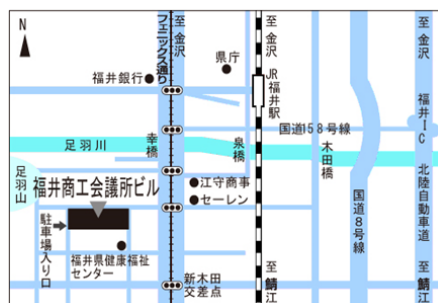 N
至金沢
フェニックス通り
至金沢
至金沢
県庁
福井銀行
JR福井駅
福井IC
国道158号線
足羽川
幸橋
泉橋
木田橋
足羽山
福井商工会議所ビル
江守商事
セーレン
国道8号線
北陸自動車道
駐車場入り口
福井県健康福祉
センター
新木田
交差点
至鯖江
至鯖江